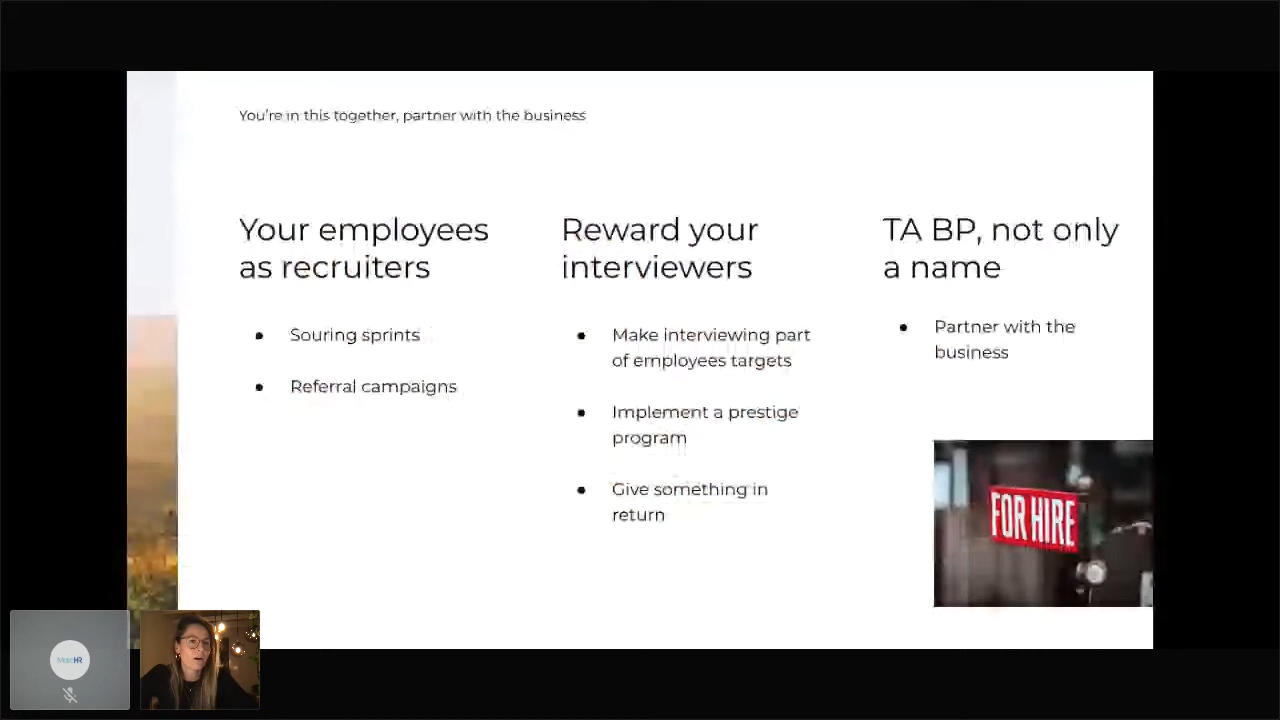 You're in this together, partner with the business
Your employees
as recruiters
● Souring sprints
● Referral campaigns
Reward your
interviewers
● Make interviewing part
of employees targets
● Implement a prestige
program
● Give something in
return
TA BP, not only
a name
● Partner with the
business
FOR HIRE